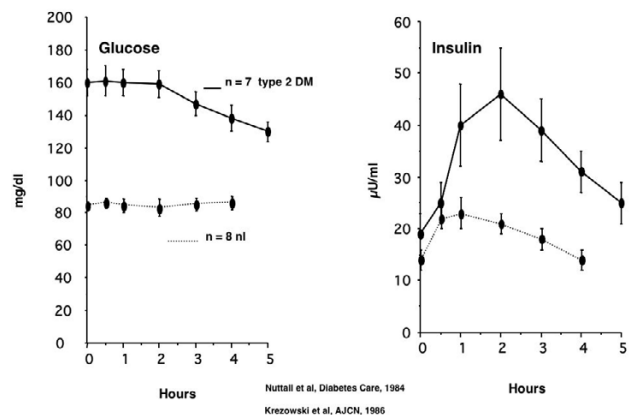 Glucose
200
180
160
140
120
100
80
60
40
20
0
mg/dl
n = 7 type 2 DM
n = 8 nl
0 1 2 3 4 5
Hours
Insulin
60
50
40
30
20
10
0
µU/ml
0 1 2 3 4 5
Hours
Nuttall et al, Diabetes Care, 1984
Krezowski et al, AJCN, 1986